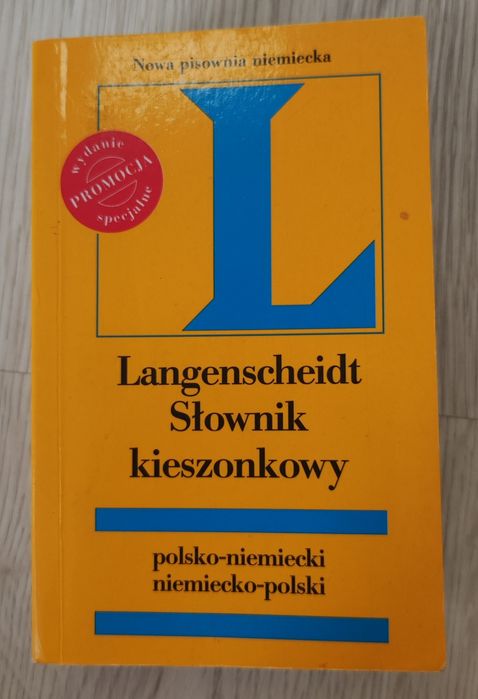 Nowa pisownia niemiecka
L
wydanie
PROMOCJA
specjalne
Langenscheidt
Słownik
kieszonkowy
polsko-niemiecki
niemiecko-polski